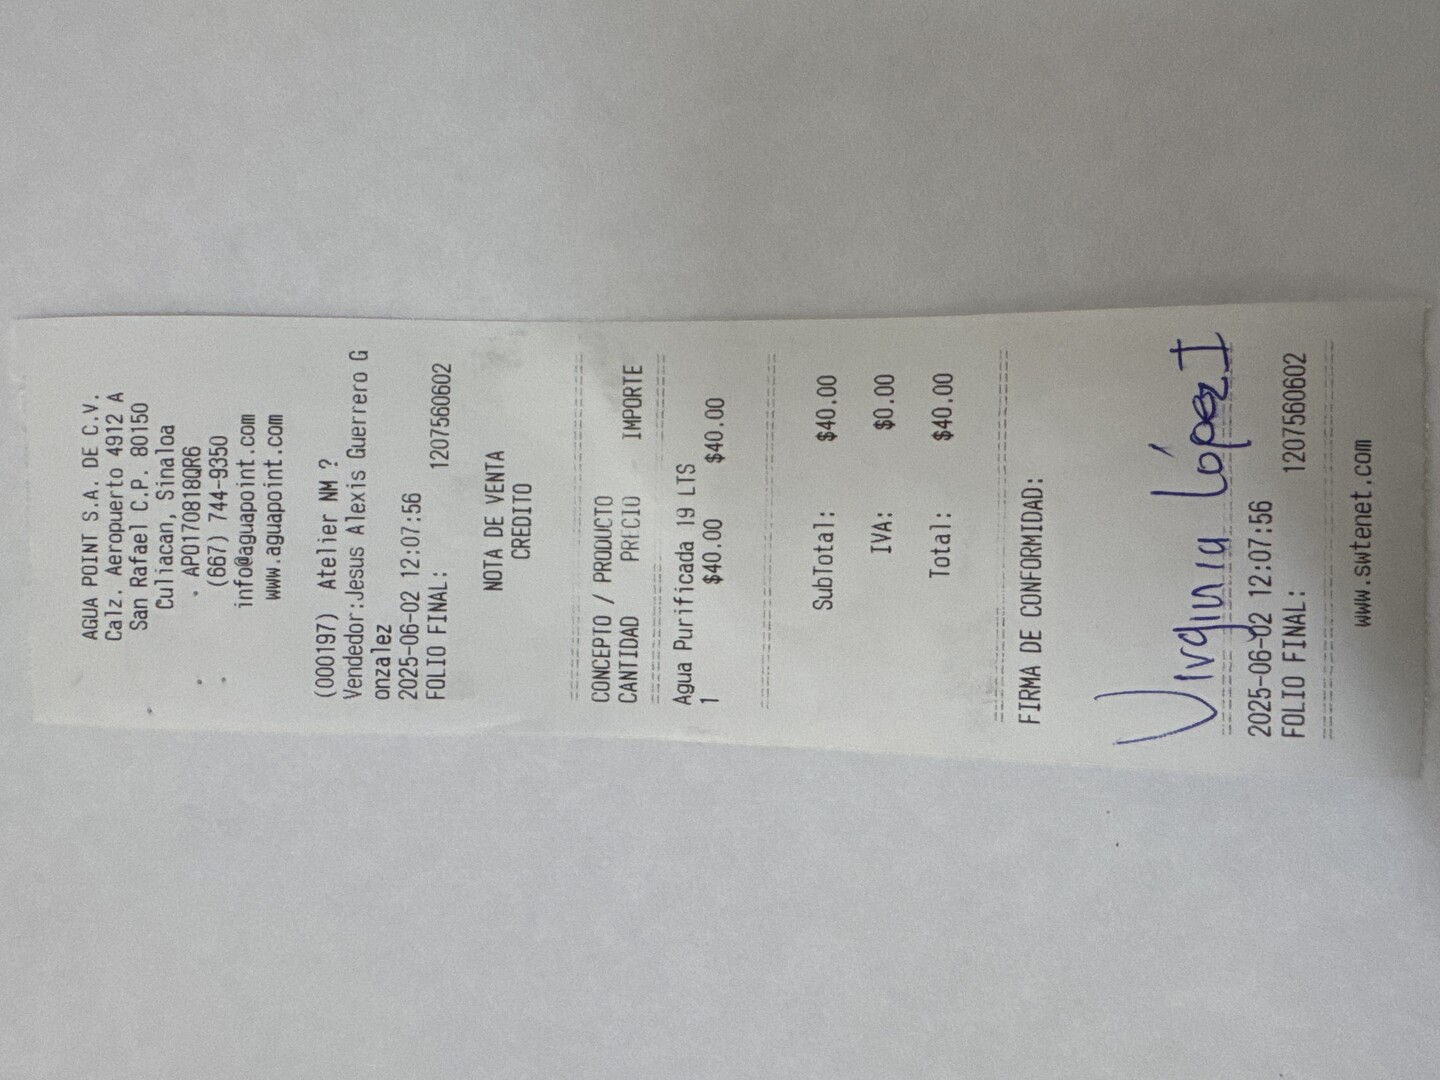 AGUA POINT S.A. DE C.V.
Calz. Aeropuerto 4912 A
San Rafael C.P. 80150
Culiacan, Sinaloa
APO170818QR6
(667) 744-9350
info@aguapoint.com
www.aguapoint.com
(000197) Atelier NM ?
Vendedor:Jesus Alexis Guerrero G
onzalez
2025-06-02 12:07:56
FOLIO FINAL: 1207560602
NOTA DE VENTA
CREDITO
================================
CONCEPTO / PRODUCTO
CANTIDAD PRECIO IMPORTE
================================
Agua Purificada 19 LTS
1 $40.00 $40.00
================================
SubTotal: $40.00
IVA: $0.00
Total: $40.00
================================
FIRMA DE CONFORMIDAD:
Virginia López I
================================
2025-06-02 12:07:56
FOLIO FINAL: 1207560602
================================
www.swtenet.com